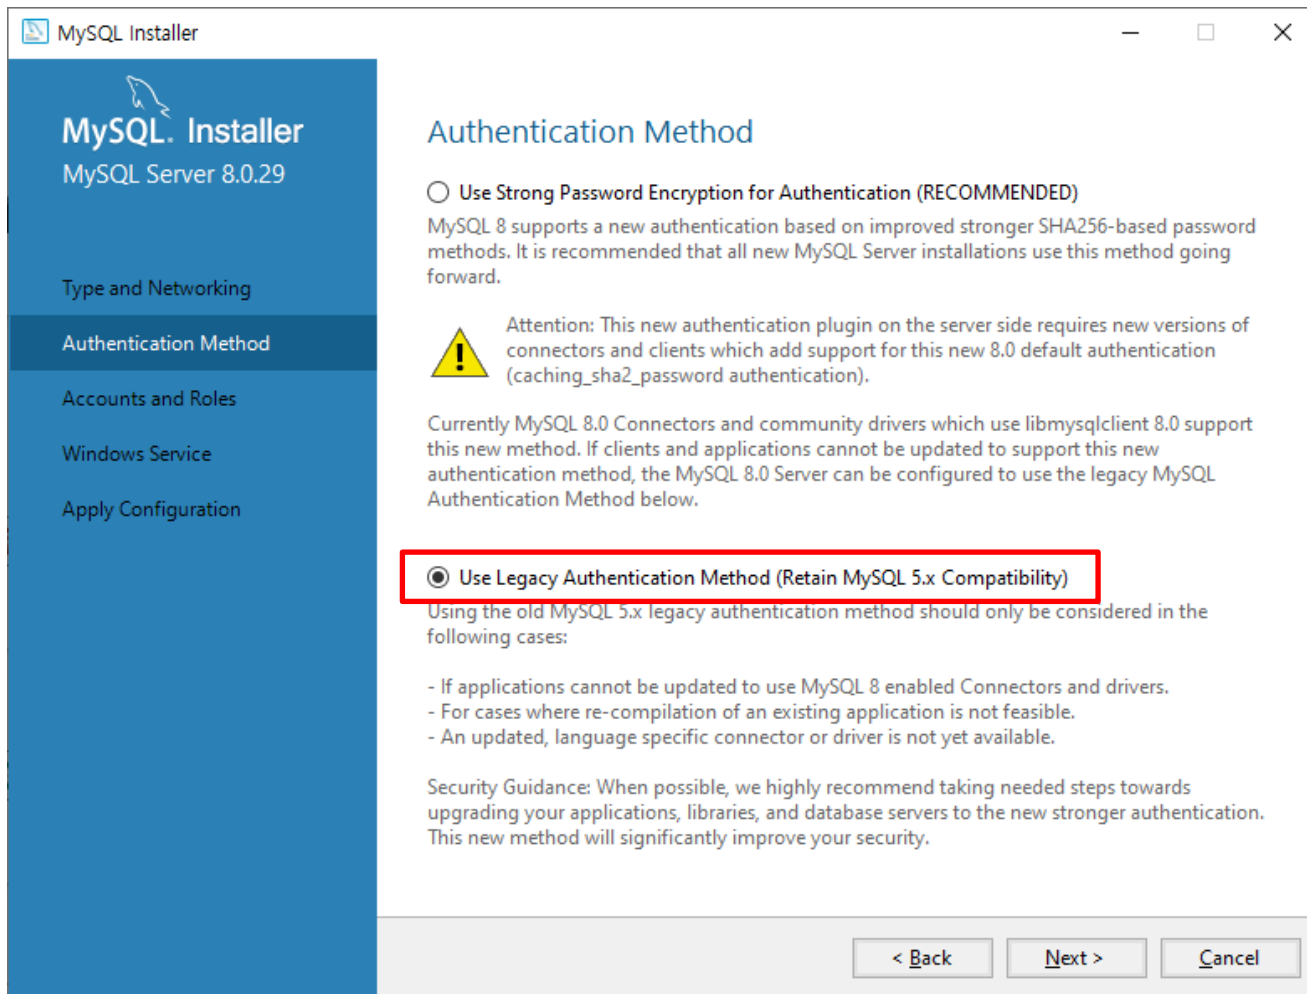 MySQL Installer
MySQL. Installer
MySQL Server 8.0.29
Type and Networking
Authentication Method
Accounts and Roles
Windows Service
Apply Configuration
Authentication Method
Use Strong Password Encryption for Authentication (RECOMMENDED)
MySQL 8 supports a new authentication based on improved stronger SHA256-based password
methods. It is recommended that all new MySQL Server installations use this method going
forward.
Attention: This new authentication plugin on the server side requires new versions of
connectors and clients which add support for this new 8.0 default authentication
(caching_sha2_password authentication).
Currently MySQL 8.0 Connectors and community drivers which use libmysqlclient 8.0 support
this new method. If clients and applications cannot be updated to support this new
authentication method, the MySQL 8.0 Server can be configured to use the legacy MySQL
Authentication Method below.
Use Legacy Authentication Method (Retain MySQL 5.x Compatibility)
Using the old MySQL 5.x legacy authentication method should only be considered in the
following cases:
- If applications cannot be updated to use MySQL 8 enabled Connectors and drivers.
- For cases where re-compilation of an existing application is not feasible.
- An updated, language specific connector or driver is not yet available.
Security Guidance: When possible, we highly recommend taking needed steps towards
upgrading your applications, libraries, and database servers to the new stronger authentication.
This new method will significantly improve your security.
< Back
Next >
Cancel